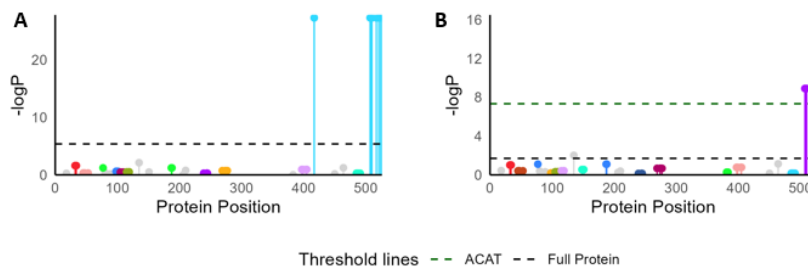 A
B
-logP
20
10
0
0 100 200 300 400 500
Protein Position
-logP
16
12
8
4
0
0 100 200 300 400 500
Protein Position
Threshold lines ACAT Full Protein